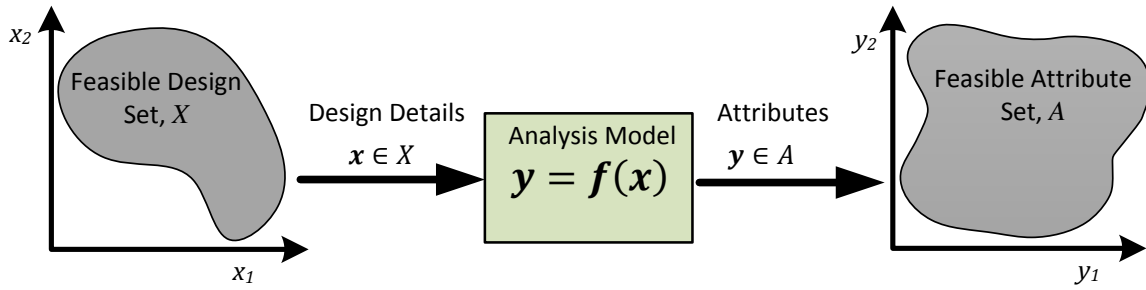 x₂
Feasible Design
Set, X
x₁
Design Details
x ∈ X
Analysis Model
y = f(x)
Attributes
y ∈ A
y₂
Feasible Attribute
Set, A
y₁